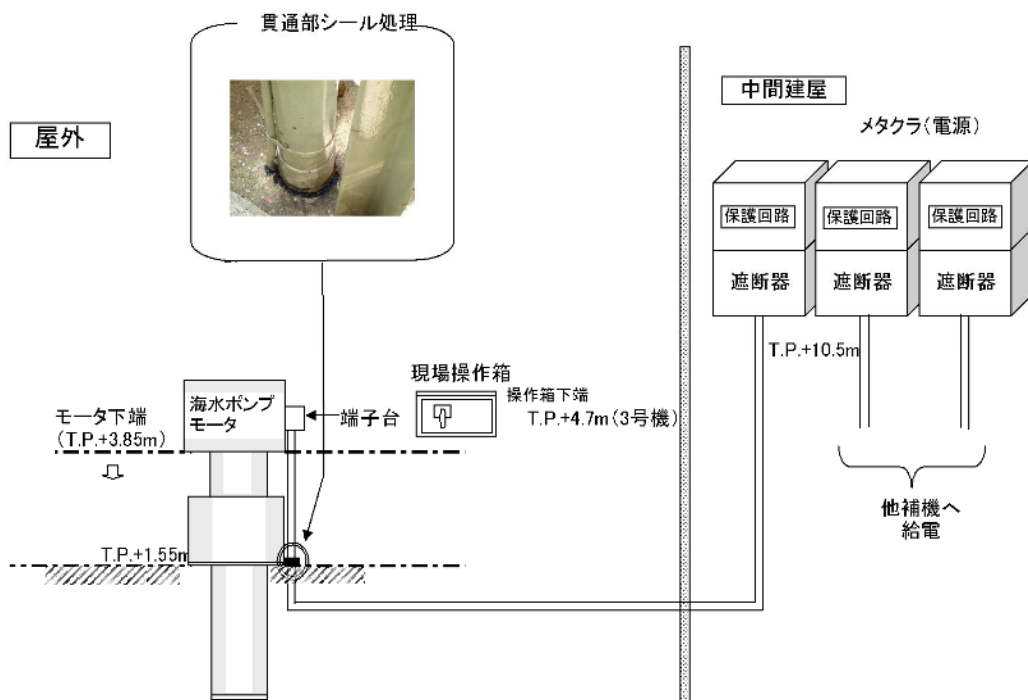 貫通部シール処理
屋外
中間建屋
メタクラ(電源)
保護回路
保護回路
保護回路
遮断器
遮断器
遮断器
T.P.+10.5m
現場操作箱
操作箱下端
T.P.+4.7m(3号機)
海水ポンプ
モータ
端子台
モータ下端
(T.P.+3.85m)
他補機へ
給電
T.P.+1.55m